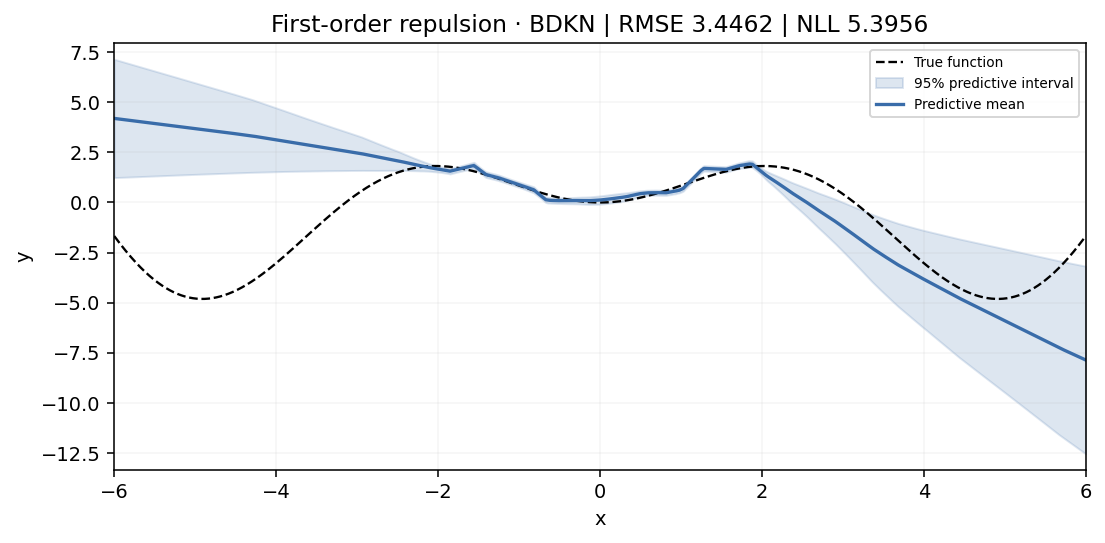 First-order repulsion · BDKN | RMSE 3.4462 | NLL 5.3956
True function
95% predictive interval
Predictive mean
7.5
5.0
2.5
0.0
−2.5
−5.0
−7.5
−10.0
−12.5
y
−6
−4
−2
0
2
4
6
x